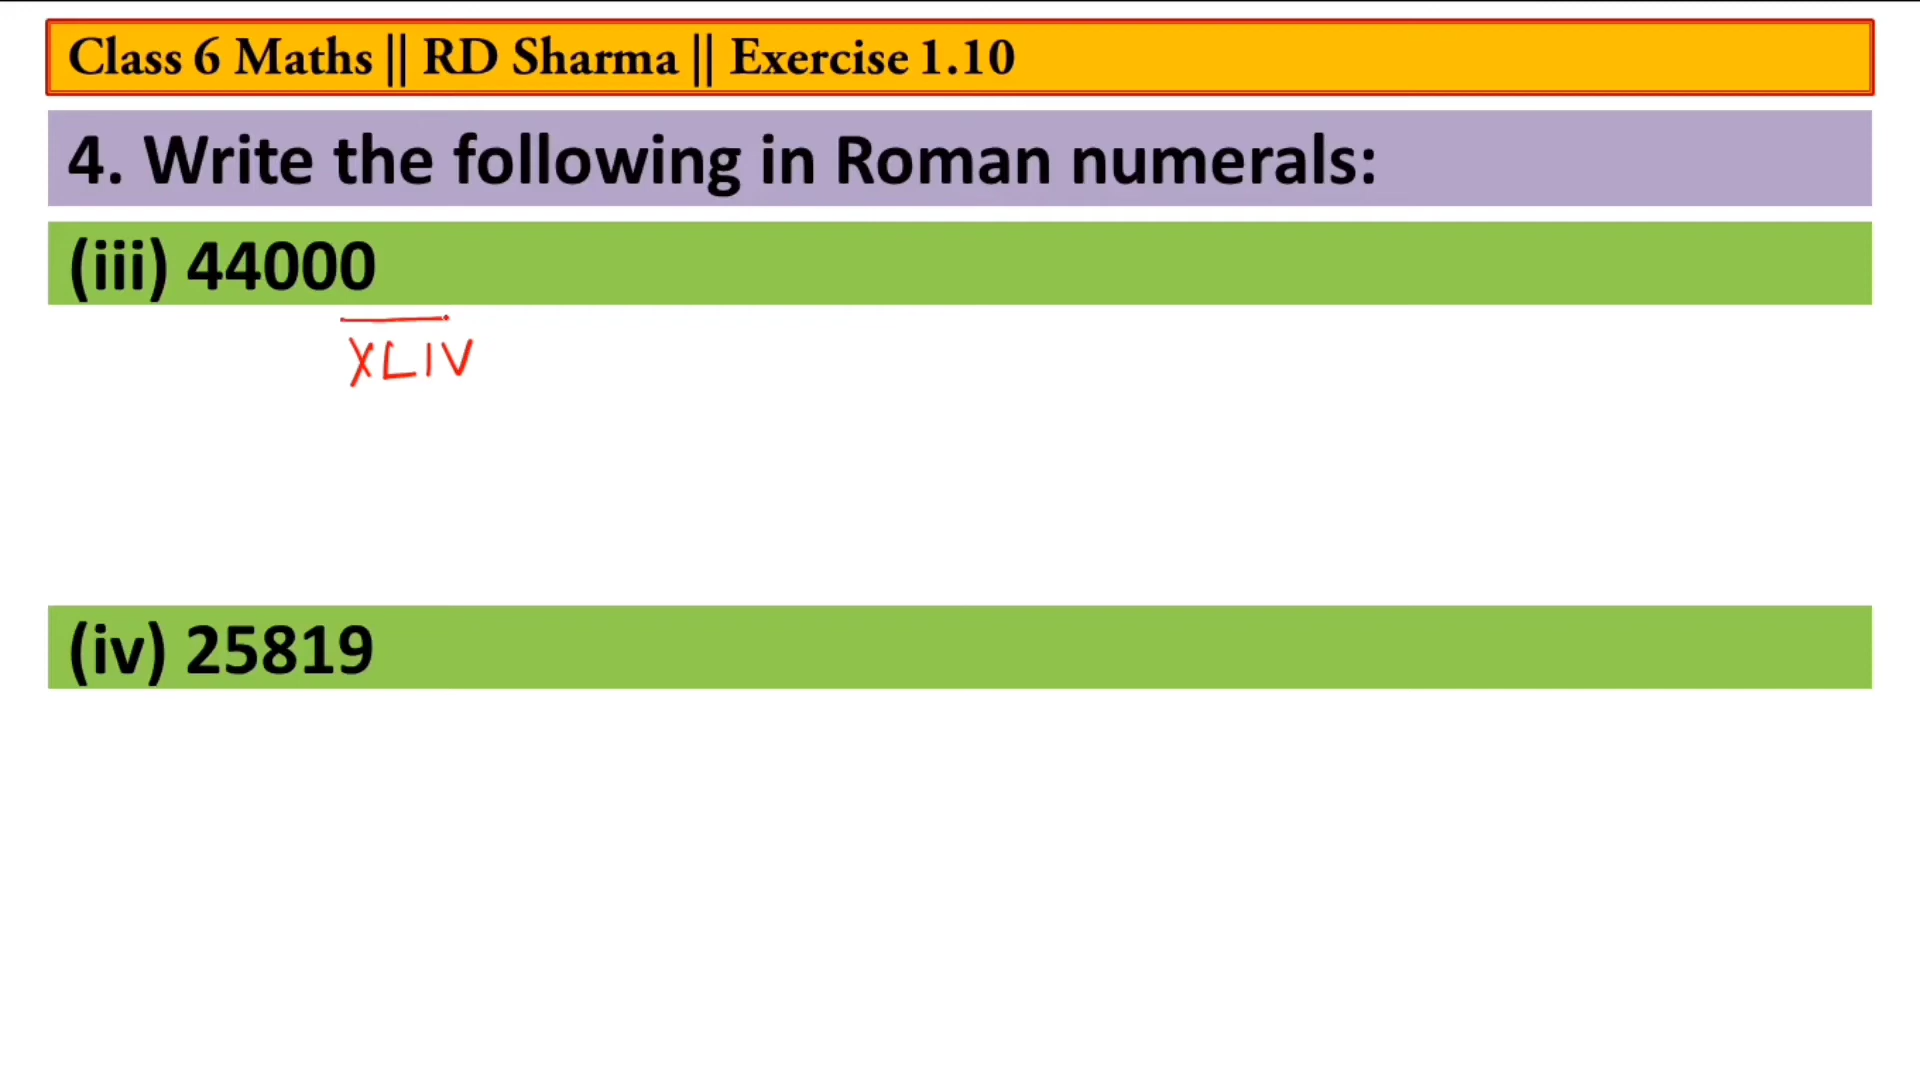 Class 6 Maths || RD Sharma || Exercise 1.10
4. Write the following in Roman numerals:
(iii) 44000
XLIV
(iv) 25819